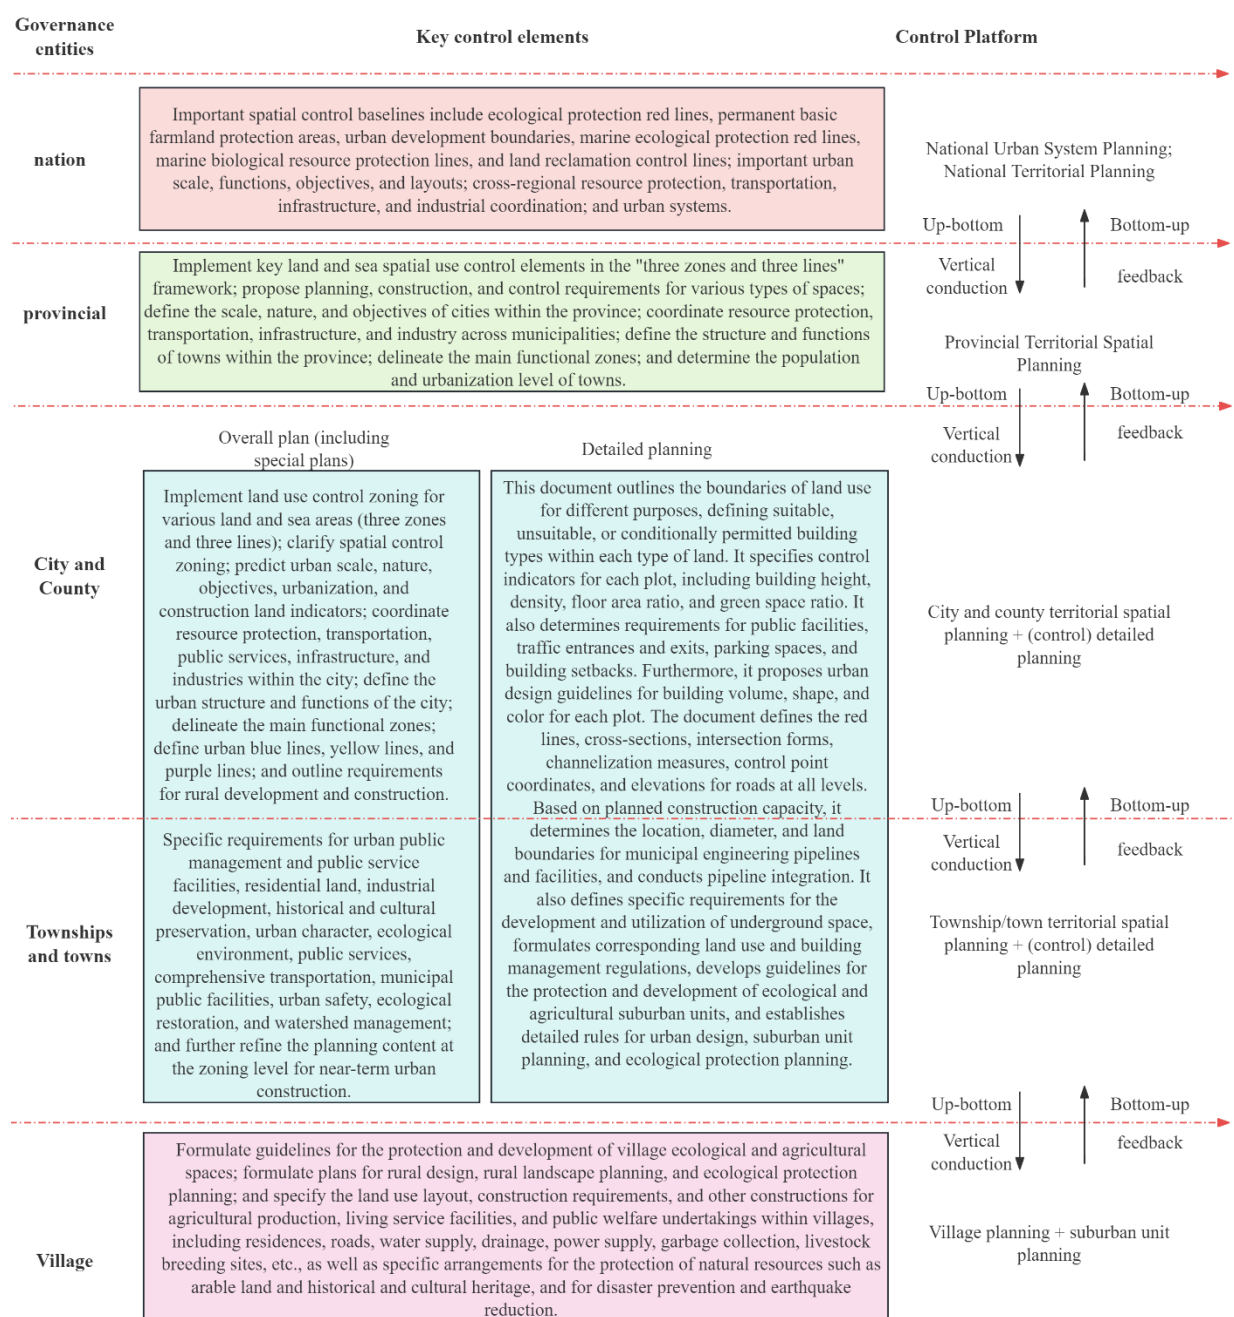 Governance
entities
Key control elements
Control Platform
nation
Important spatial control baselines include ecological protection red lines, permanent basic
farmland protection areas, urban development boundaries, marine ecological protection red lines,
marine biological resource protection lines, and land reclamation control lines; important urban
scale, functions, objectives, and layouts; cross-regional resource protection, transportation,
infrastructure, and industrial coordination; and urban systems.
National Urban System Planning;
National Territorial Planning
Up-bottom
Bottom-up
Vertical
conduction
feedback
provincial
Implement key land and sea spatial use control elements in the "three zones and three lines"
framework; propose planning, construction, and control requirements for various types of spaces;
define the scale, nature, and objectives of cities within the province; coordinate resource protection,
transportation, infrastructure, and industry across municipalities; define the structure and functions
of towns within the province; delineate the main functional zones; and determine the population
and urbanization level of towns.
Provincial Territorial Spatial
Planning
Up-bottom
Bottom-up
Vertical
conduction
feedback
City and
County
Overall plan (including
special plans)
Implement land use control zoning for
various land and sea areas (three zones
and three lines); clarify spatial control
zoning; predict urban scale, nature,
objectives, urbanization, and
construction land indicators; coordinate
resource protection, transportation,
public services, infrastructure, and
industries within the city; define the
urban structure and functions of the city;
delineate the main functional zones;
define urban blue lines, yellow lines, and
purple lines; and outline requirements
for rural development and construction.
Detailed planning
This document outlines the boundaries of land use
for different purposes, defining suitable,
unsuitable, or conditionally permitted building
types within each type of land. It specifies control
indicators for each plot, including building height,
density, floor area ratio, and green space ratio. It
also determines requirements for public facilities,
traffic entrances and exits, parking spaces, and
building setbacks. Furthermore, it proposes urban
design guidelines for building volume, shape, and
color for each plot. The document defines the red
lines, cross-sections, intersection forms,
channelization measures, control point
coordinates, and elevations for roads at all levels.
Based on planned construction capacity, it
determines the location, diameter, and land
boundaries for municipal engineering pipelines
and facilities, and conducts pipeline integration. It
also defines specific requirements for the
development and utilization of underground space,
formulates corresponding land use and building
management regulations, develops guidelines for
the protection and development of ecological and
agricultural suburban units, and establishes
detailed rules for urban design, suburban unit
planning, and ecological protection planning.
City and county territorial spatial
planning + (control) detailed
planning
Up-bottom
Bottom-up
Vertical
conduction
feedback
Townships
and towns
Specific requirements for urban public
management and public service
facilities, residential land, industrial
development, historical and cultural
preservation, urban character, ecological
environment, public services,
comprehensive transportation, municipal
public facilities, urban safety, ecological
restoration, and watershed management;
and further refine the planning content at
the zoning level for near-term urban
construction.
Township/town territorial spatial
planning + (control) detailed
planning
Up-bottom
Bottom-up
Vertical
conduction
feedback
Village
Formulate guidelines for the protection and development of village ecological and agricultural
spaces; formulate plans for rural design, rural landscape planning, and ecological protection
planning; and specify the land use layout, construction requirements, and other constructions for
agricultural production, living service facilities, and public welfare undertakings within villages,
including residences, roads, water supply, drainage, power supply, garbage collection, livestock
breeding sites, etc., as well as specific arrangements for the protection of natural resources such as
arable land and historical and cultural heritage, and for disaster prevention and earthquake
reduction.
Village planning + suburban unit
planning